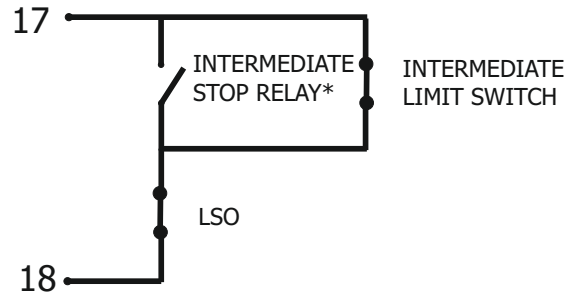 17
INTERMEDIATE
STOP RELAY*
INTERMEDIATE
LIMIT SWITCH
LSO
18